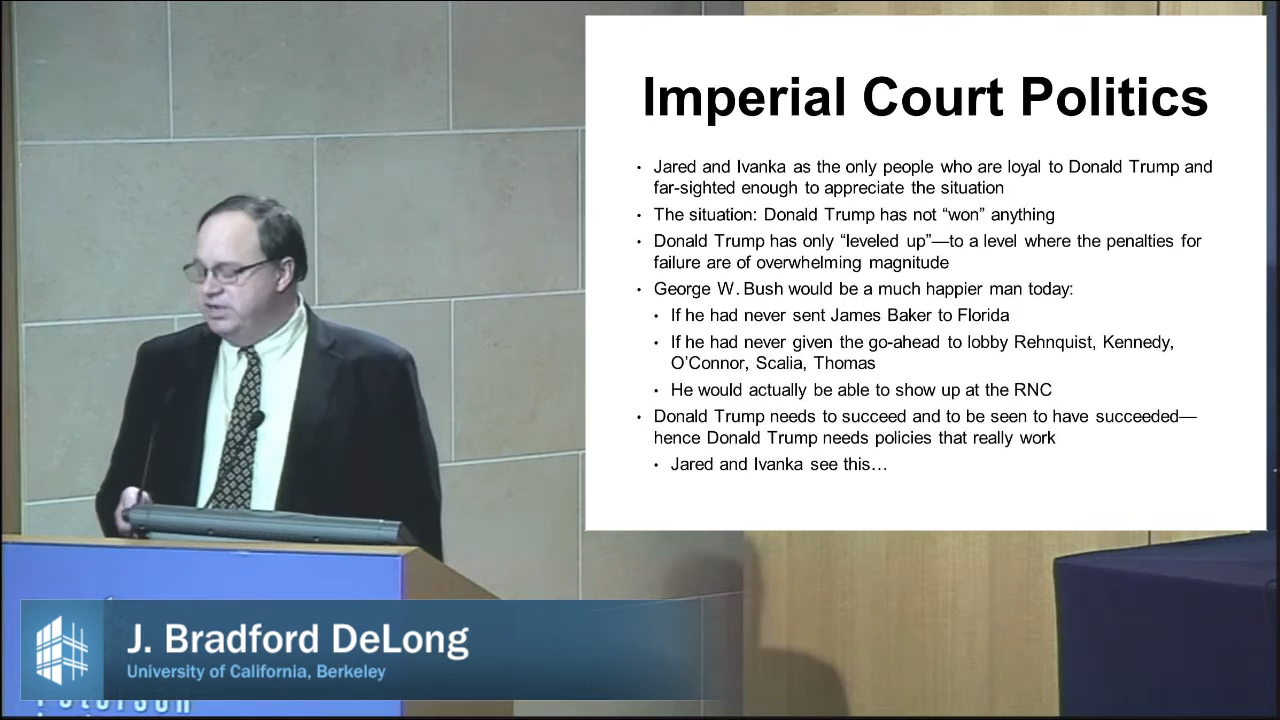 Imperial Court Politics
• Jared and Ivanka as the only people who are loyal to Donald Trump and
far-sighted enough to appreciate the situation
• The situation: Donald Trump has not “won” anything
• Donald Trump has only “leveled up”—to a level where the penalties for
failure are of overwhelming magnitude
• George W. Bush would be a much happier man today:
• If he had never sent James Baker to Florida
• If he had never given the go-ahead to lobby Rehnquist, Kennedy,
O’Connor, Scalia, Thomas
• He would actually be able to show up at the RNC
• Donald Trump needs to succeed and to be seen to have succeeded—
hence Donald Trump needs policies that really work
• Jared and Ivanka see this…
J. Bradford DeLong
University of California, Berkeley